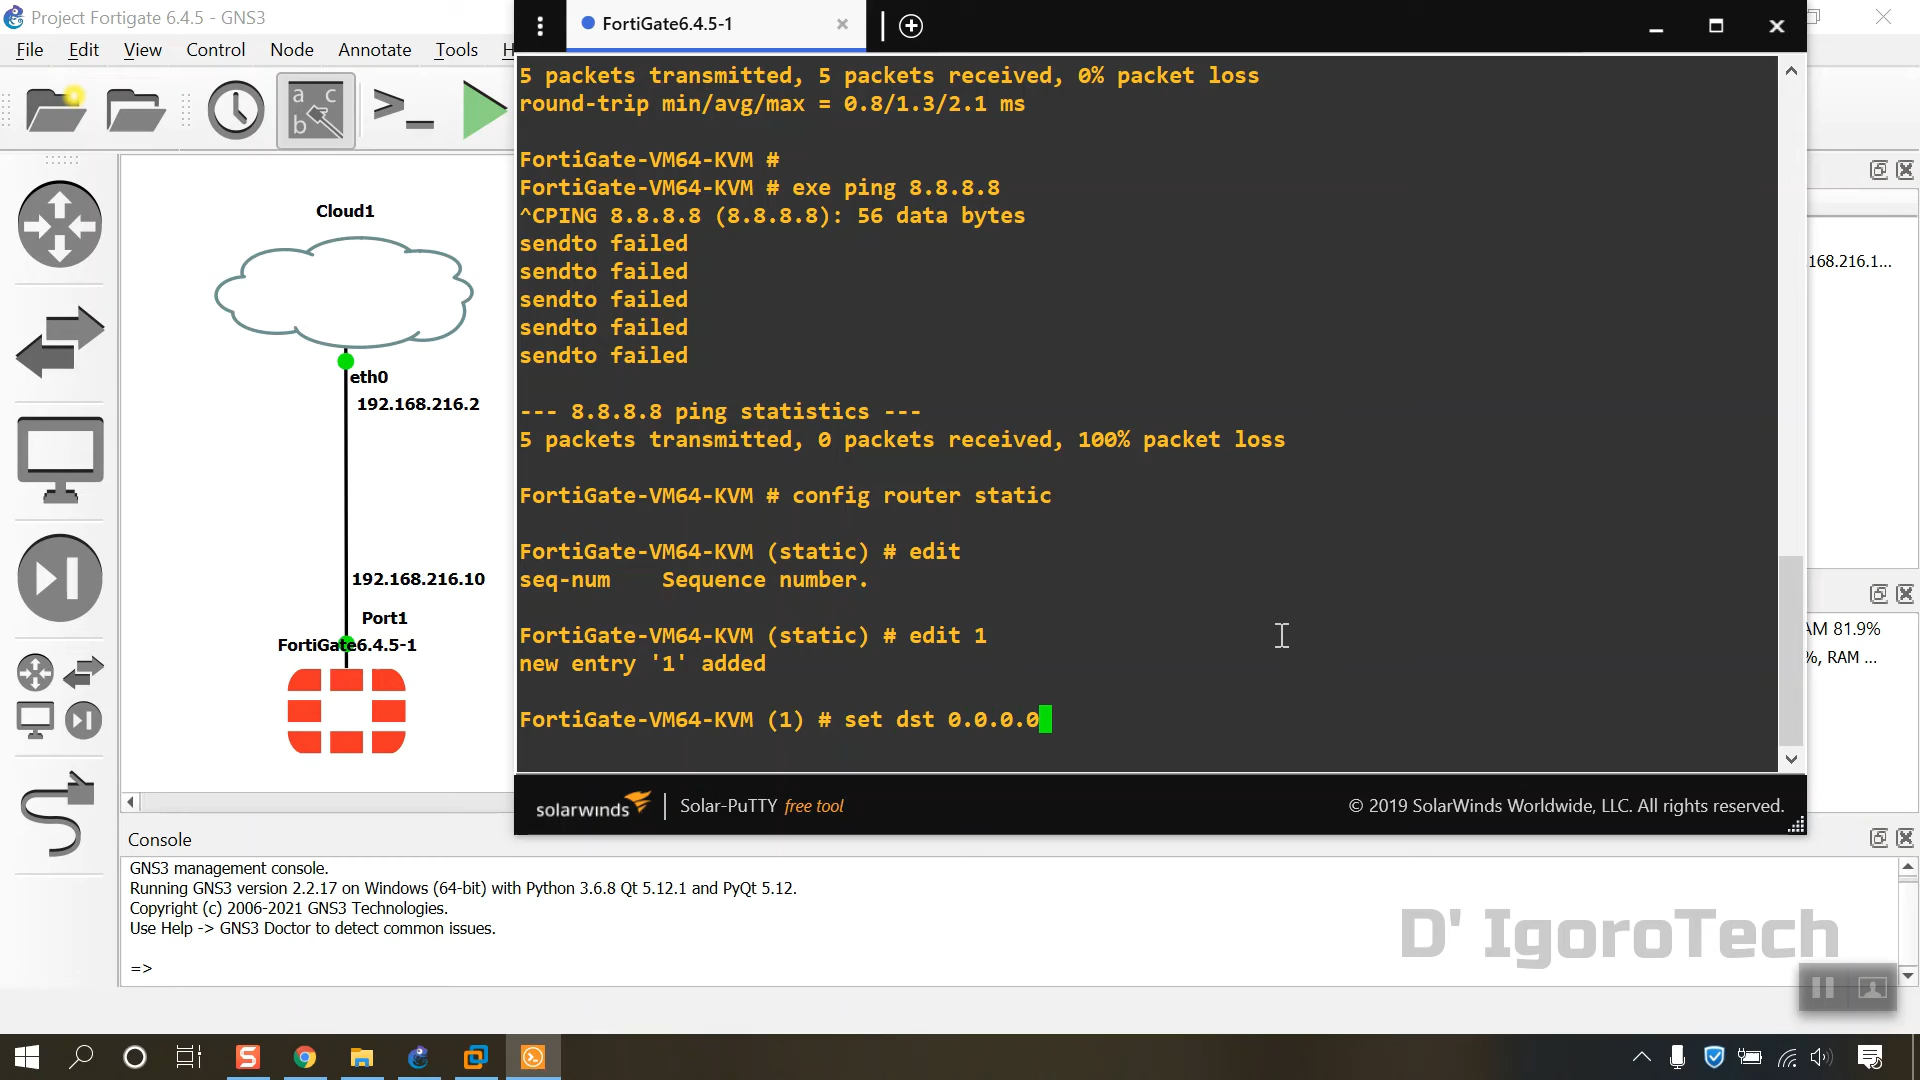 Project Fortigate 6.4.5 - GNS3
File Edit View Control Node Annotate Tools H
a c
b
Cloud1
eth0
192.168.216.2
192.168.216.10
Port1
FortiGate6.4.5-1
FortiGate6.4.5-1
5 packets transmitted, 5 packets received, 0% packet loss
round-trip min/avg/max = 0.8/1.3/2.1 ms
FortiGate-VM64-KVM #
FortiGate-VM64-KVM # exe ping 8.8.8.8
^CPING 8.8.8.8 (8.8.8.8): 56 data bytes
sendto failed
sendto failed
sendto failed
sendto failed
sendto failed
--- 8.8.8.8 ping statistics ---
5 packets transmitted, 0 packets received, 100% packet loss
FortiGate-VM64-KVM # config router static
FortiGate-VM64-KVM (static) # edit
seq-num    Sequence number.
FortiGate-VM64-KVM (static) # edit 1
new entry '1' added
FortiGate-VM64-KVM (1) # set dst 0.0.0.0
solarwinds
Solar-PuTTY free tool
© 2019 SolarWinds Worldwide, LLC. All rights reserved.
168.216.1...
AM 81.9%
%, RAM ...
Console
GNS3 management console.
Running GNS3 version 2.2.17 on Windows (64-bit) with Python 3.6.8 Qt 5.12.1 and PyQt 5.12.
Copyright (c) 2006-2021 GNS3 Technologies.
Use Help -> GNS3 Doctor to detect common issues.
=>
D' IgoroTech